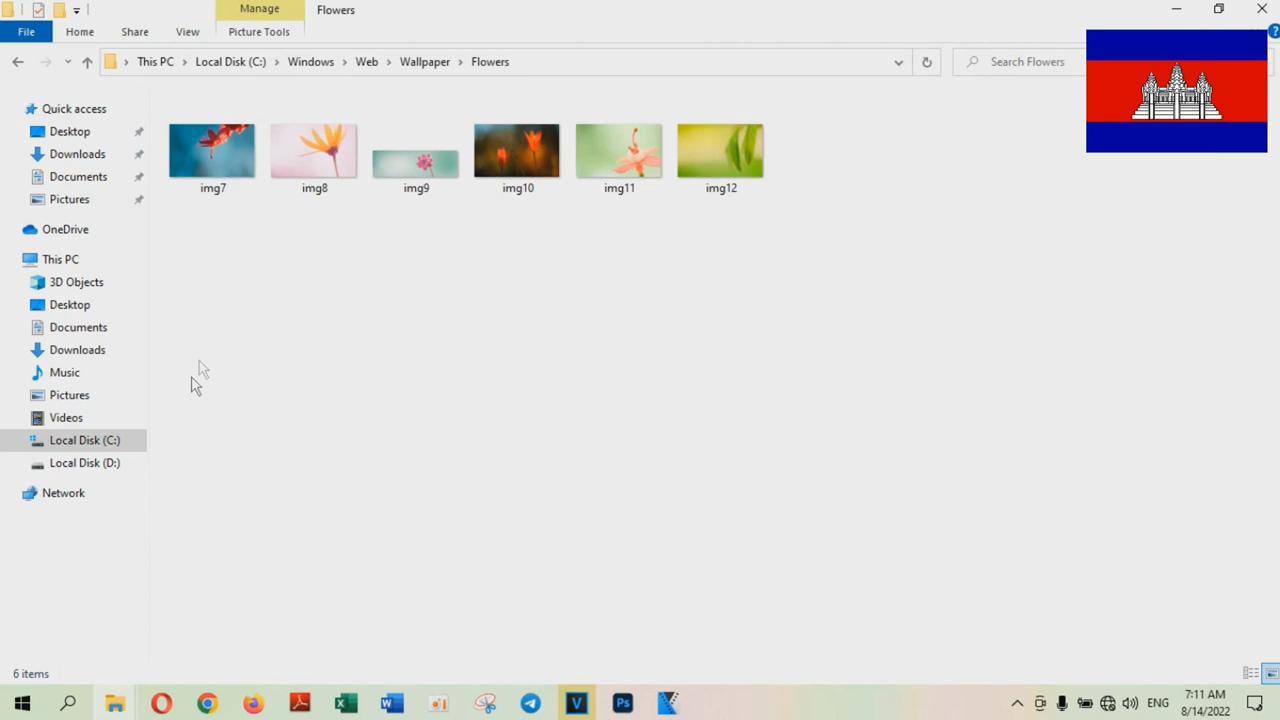 Manage
Flowers
File
Home
Share
View
Picture Tools
This PC
Local Disk (C:)
Windows
Web
Wallpaper
Flowers
Search Flowers
Quick access
Desktop
Downloads
Documents
Pictures
OneDrive
This PC
3D Objects
Desktop
Documents
Downloads
Music
Pictures
Videos
Local Disk (C:)
Local Disk (D:)
Network
img7
img8
img9
img10
img11
img12
6 items
V
Ps
ENG
7:11 AM
8/14/2022